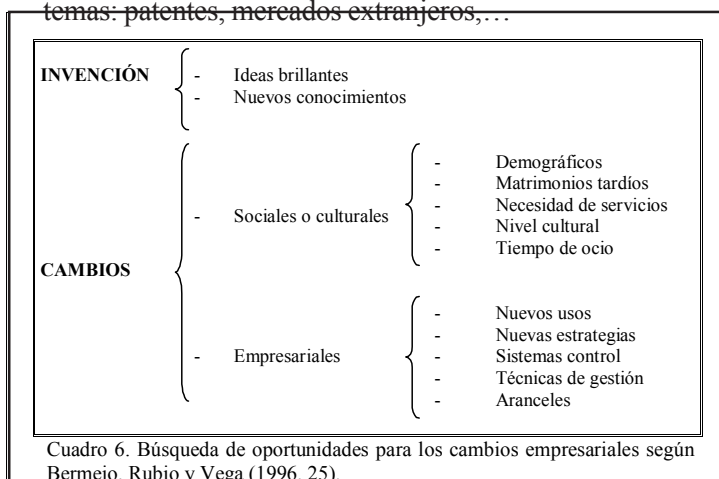 temas: patentes, mercados extranjeros,…
INVENCIÓN
- Ideas brillantes
- Nuevos conocimientos
CAMBIOS
- Sociales o culturales
- Demográficos
- Matrimonios tardíos
- Necesidad de servicios
- Nivel cultural
- Tiempo de ocio
- Empresariales
- Nuevos usos
- Nuevas estrategias
- Sistemas control
- Técnicas de gestión
- Aranceles
Cuadro 6. Búsqueda de oportunidades para los cambios empresariales según
Bermejo, Rubio y Vega (1996, 25).